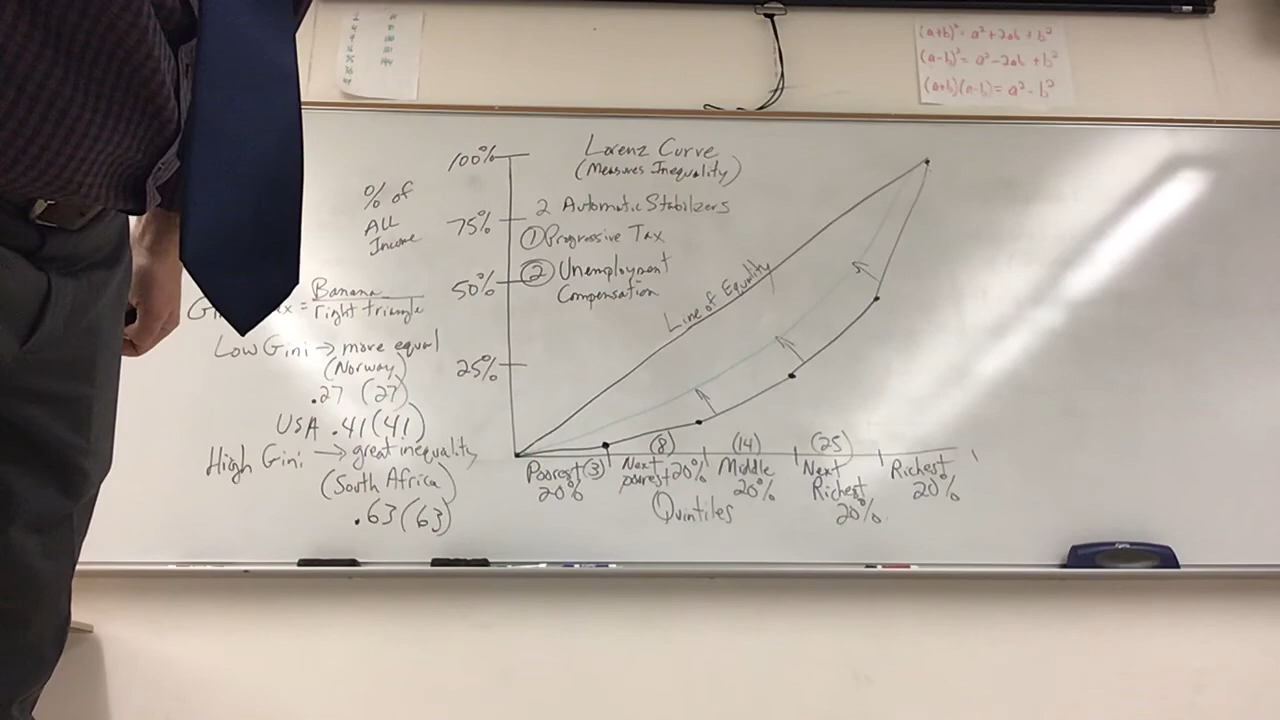 (a+b)² = a² + 2ab + b²
(a-b)² = a² - 2ab + b²
(a+b)(a-b) = a² - b²
Lorenz Curve
(Measures Inequality)
% of
ALL
Income
100%
75%
50%
25%
2 Automatic Stabilizers
① Progressive Tax
② Unemployment
Compensation
Line of Equality
= Banana
right triangle
Low Gini → more equal
(Norway)
.27 (27)
USA .41 (41)
High Gini → great inequality
(South Africa)
.63 (63)
(8) (14) (25)
Poorest (3) Next Middle Next Richest
20% poorest 20% 20% Richest 20%
20%
Quintiles